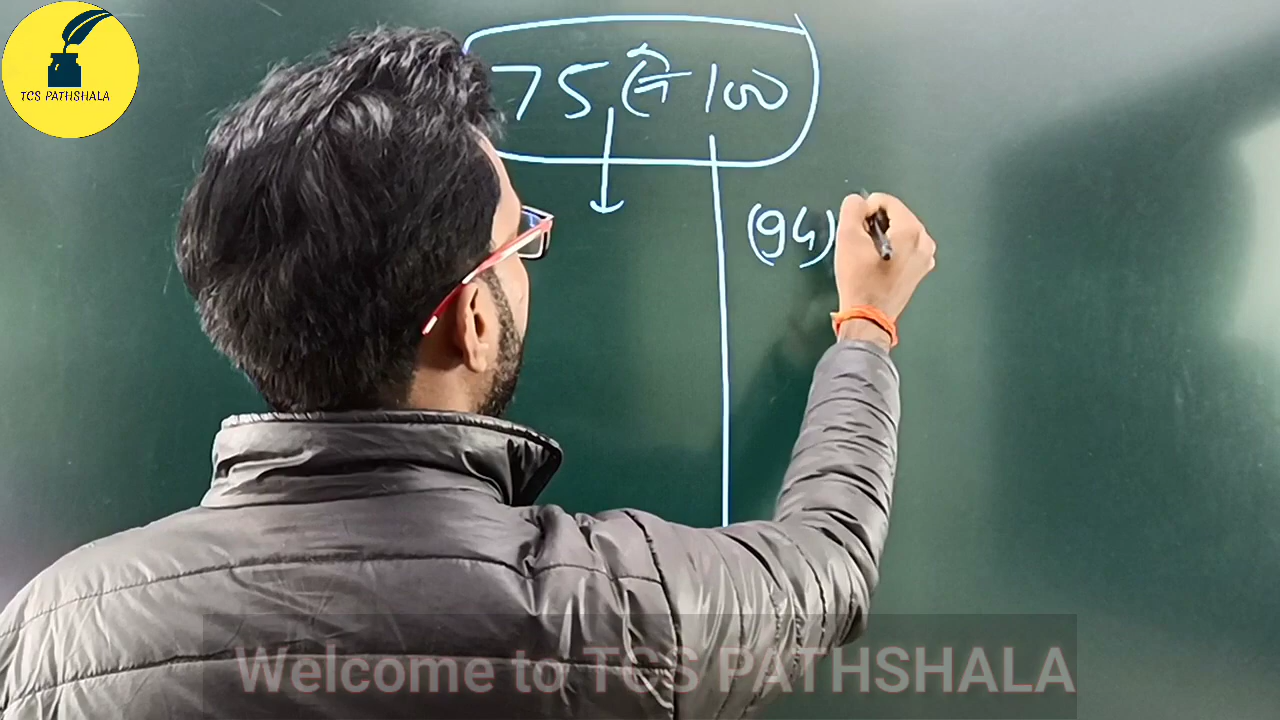 TCS PATHSHALA
75 से 100
(94)
Welcome to TCS PATHSHALA